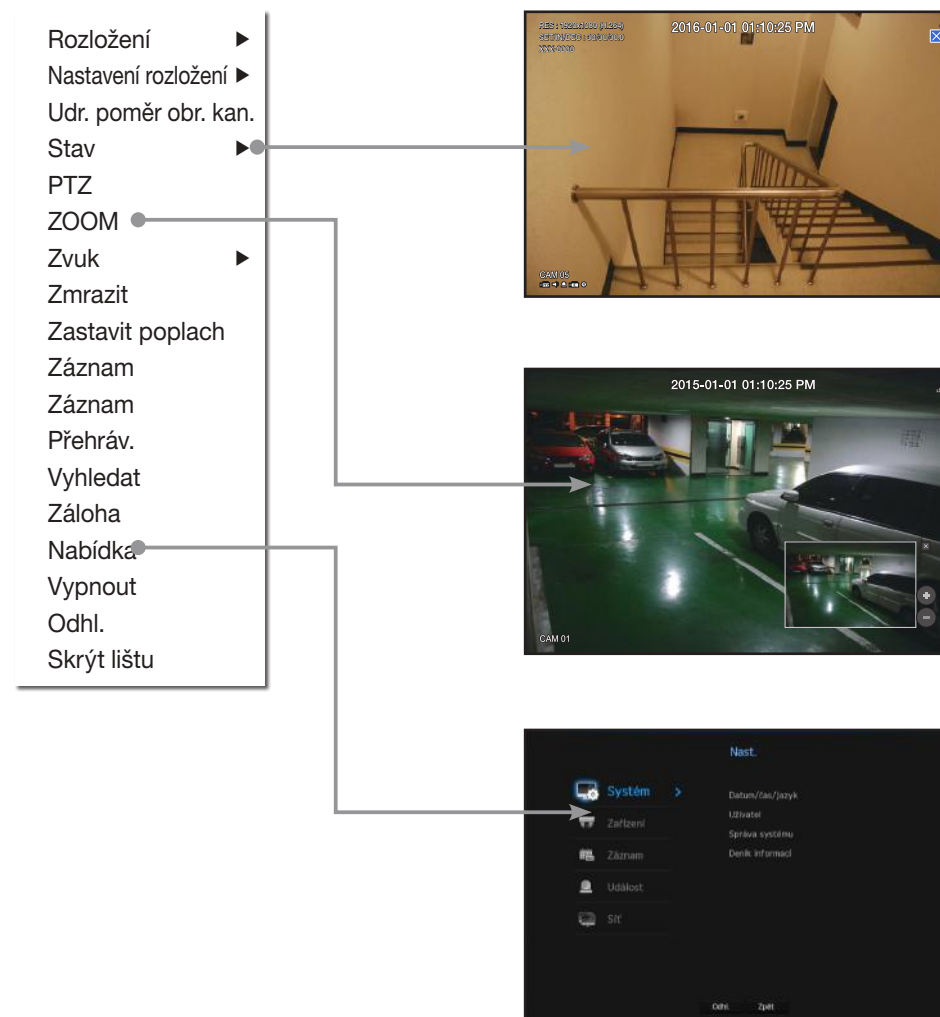 Rozložení
Nastavení rozložení
Udr. poměr obr. kan.
Stav
PTZ
ZOOM
Zvuk
Zmrazit
Zastavit poplach
Záznam
Záznam
Přehráv.
Vyhledat
Záloha
Nabídka
Vypnout
Odhl.
Skrýt lištu
2016-01-01 01:10:25 PM
CAM 05
2015-01-01 01:10:25 PM
CAM 01
Nast.
Systém
Zařízení
Záznam
Událost
Síť
Datum/čas/jazyk
Uživatel
Správa systému
Deník informací
Odhl.
Zpět